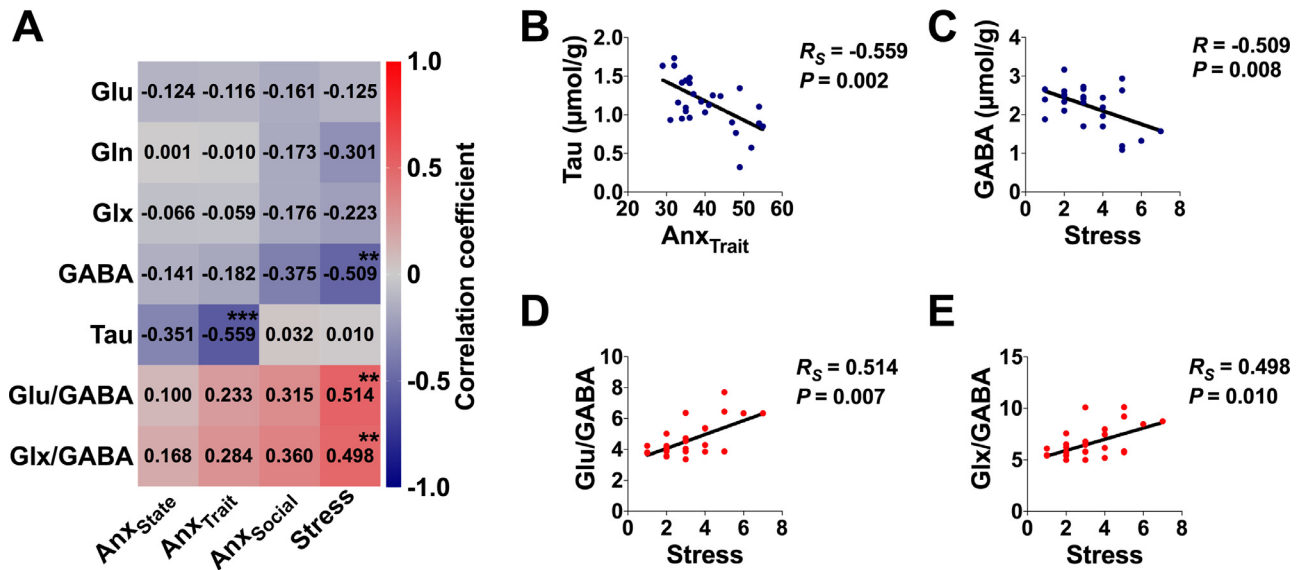 A
Glu -0.124 -0.116 -0.161 -0.125
Gln 0.001 -0.010 -0.173 -0.301
Glx -0.066 -0.059 -0.176 -0.223
**
GABA -0.141 -0.182 -0.375 -0.509
***
Tau -0.351 -0.559 0.032 0.010
**
Glu/GABA 0.100 0.233 0.315 0.514
**
Glx/GABA 0.168 0.284 0.360 0.498
AnxState AnxTrait AnxSocial Stress
1.0
0.5
0
-0.5
-1.0
Correlation coefficient
B
Tau (μmol/g)
2.0
1.5
1.0
0.5
0.0
20 30 40 50 60
AnxTrait
RS = -0.559
P = 0.002
C
GABA (μmol/g)
4
3
2
1
0
0 2 4 6 8
Stress
R = -0.509
P = 0.008
D
Glu/GABA
10
8
6
4
2
0
0 2 4 6 8
Stress
RS = 0.514
P = 0.007
E
Glx/GABA
15
10
5
0
0 2 4 6 8
Stress
RS = 0.498
P = 0.010